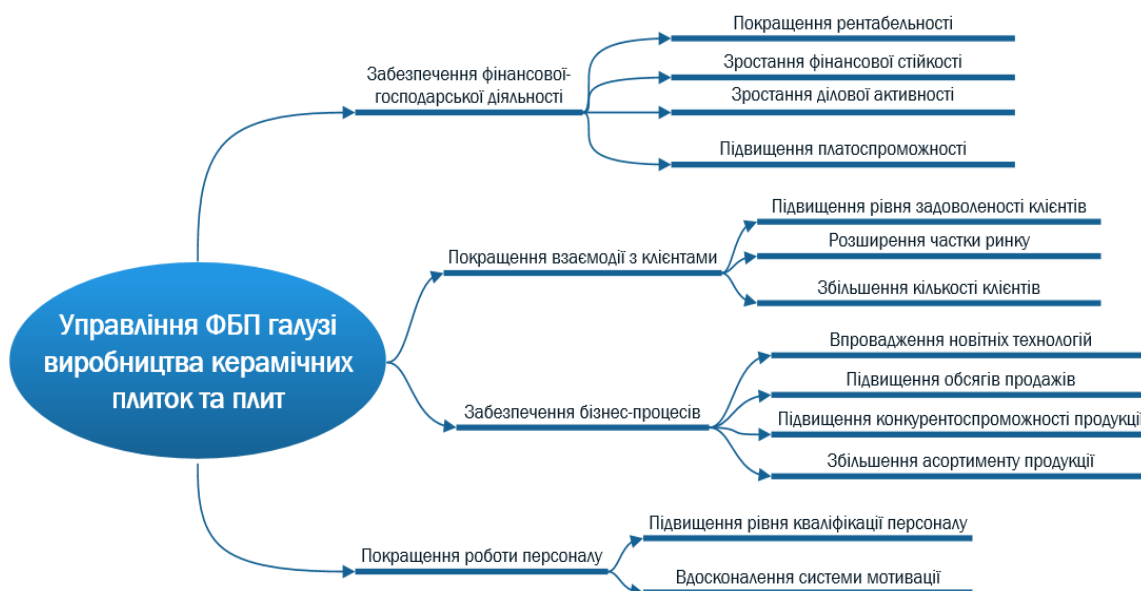 Управління ФБП галузі
виробництва керамічних
плиток та плит
Забезпечення фінансової-
господарської діяльності
Покращення рентабельності
Зростання фінансової стійкості
Зростання ділової активності
Підвищення платоспроможності
Покращення взаємодії з клієнтами
Підвищення рівня задоволеності клієнтів
Розширення частки ринку
Збільшення кількості клієнтів
Забезпечення бізнес-процесів
Впровадження новітніх технологій
Підвищення обсягів продажів
Підвищення конкурентоспроможності продукції
Збільшення асортименту продукції
Покращення роботи персоналу
Підвищення рівня кваліфікації персоналу
Вдосконалення системи мотивації